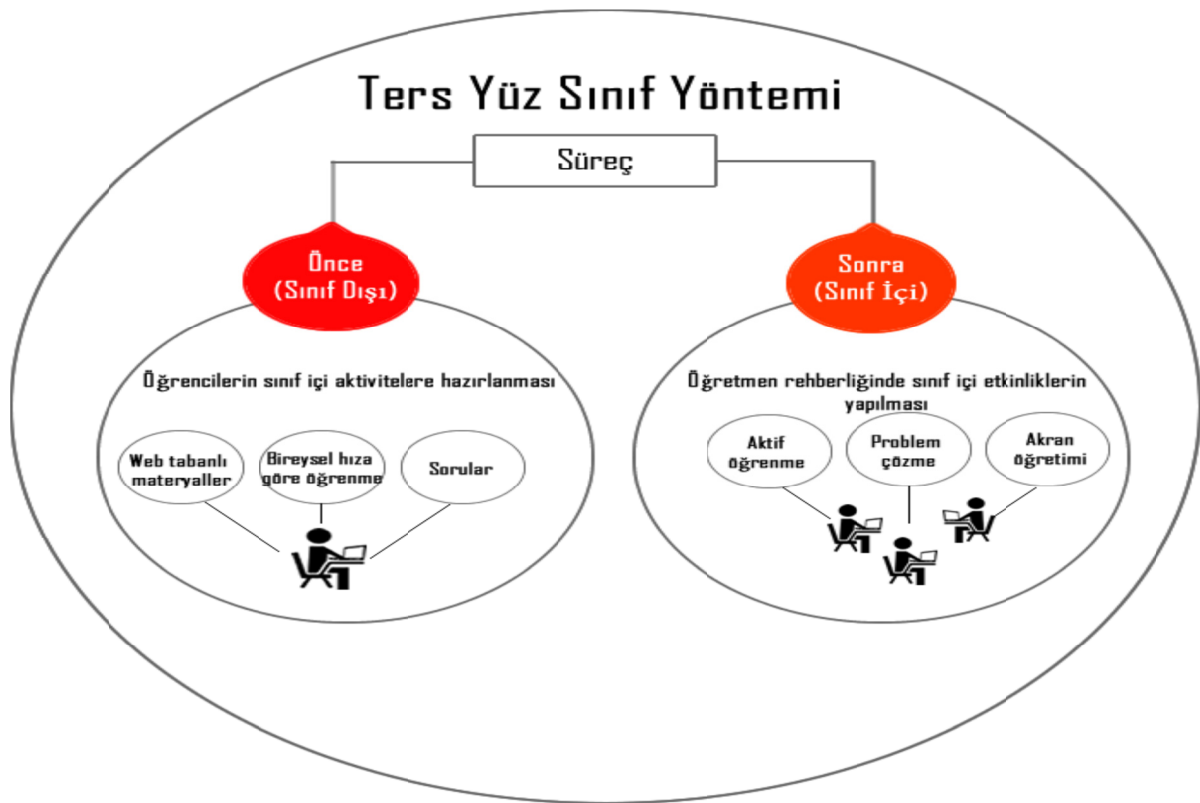 Ters Yüz Sınıf Yöntemi
Süreç
Önce
(Sınıf Dışı)
Öğrencilerin sınıf içi aktivitelere hazırlanması
Web tabanlı
materyaller
Bireysel hıza
göre öğrenme
Sorular
Sonra
(Sınıf İçi)
Öğretmen rehberliğinde sınıf içi etkinliklerin
yapılması
Aktif
öğrenme
Problem
çözme
Akran
öğretimi